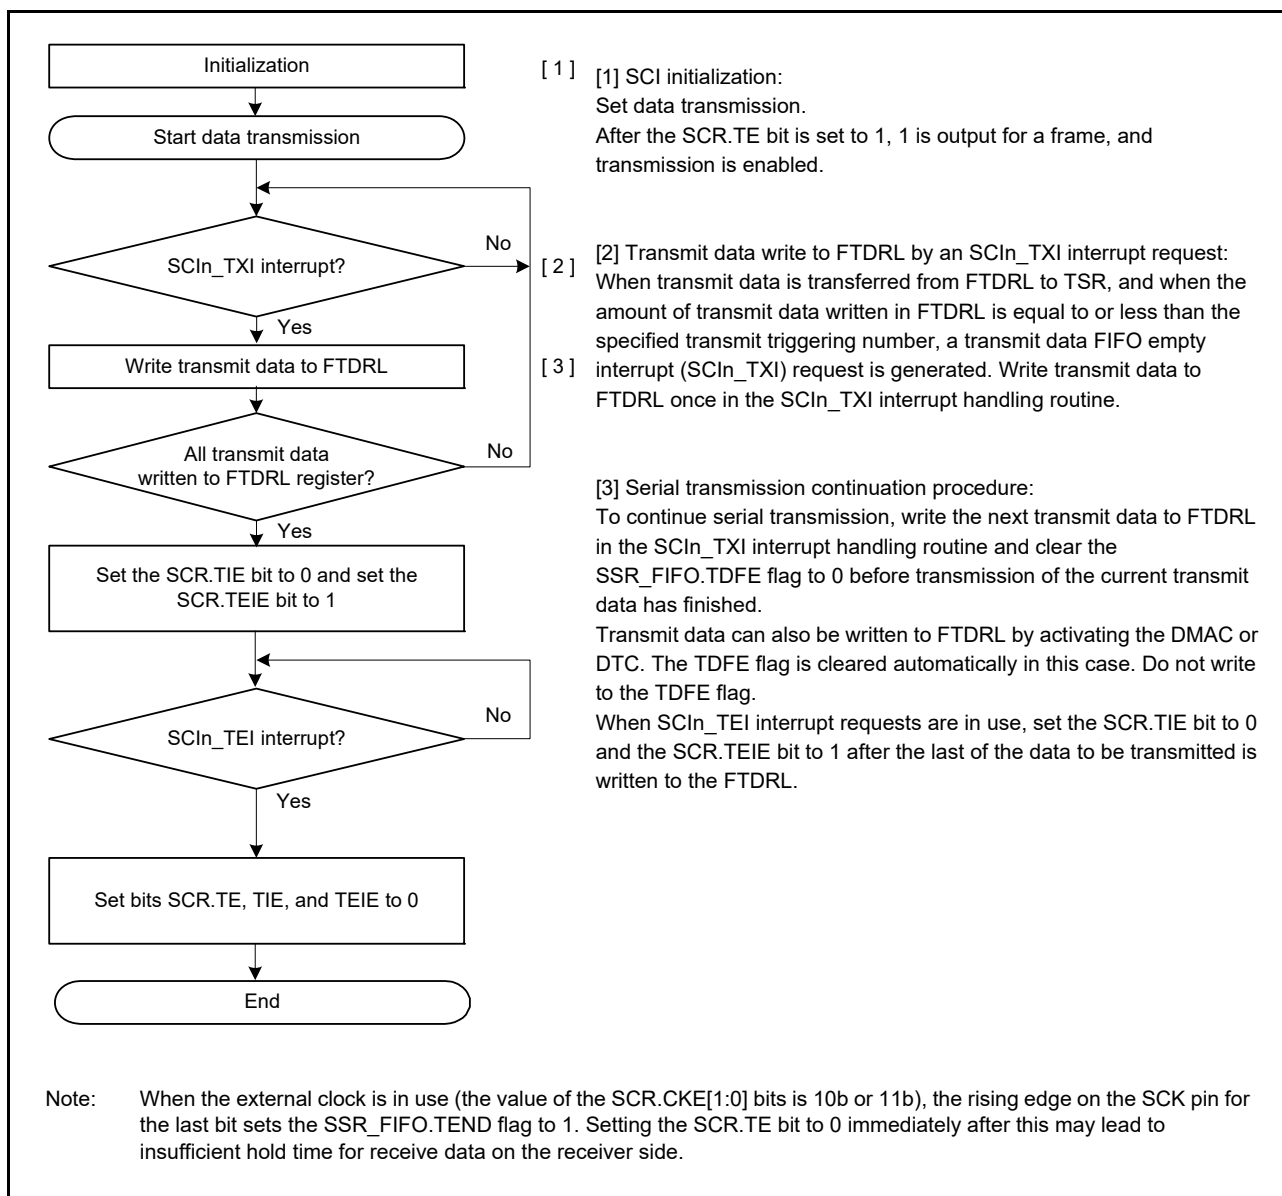 Initialization
[ 1 ]
[1] SCI initialization:
Set data transmission.
After the SCR.TE bit is set to 1, 1 is output for a frame, and
transmission is enabled.
Start data transmission
SCIn_TXI interrupt?
No
Yes
[ 2 ]
[2] Transmit data write to FTDRL by an SCIn_TXI interrupt request:
When transmit data is transferred from FTDRL to TSR, and when the
amount of transmit data written in FTDRL is equal to or less than the
specified transmit triggering number, a transmit data FIFO empty
interrupt (SCIn_TXI) request is generated. Write transmit data to
FTDRL once in the SCIn_TXI interrupt handling routine.
Write transmit data to FTDRL
[ 3 ]
All transmit data
written to FTDRL register?
No
Yes
[3] Serial transmission continuation procedure:
To continue serial transmission, write the next transmit data to FTDRL
in the SCIn_TXI interrupt handling routine and clear the
SSR_FIFO.TDFE flag to 0 before transmission of the current transmit
data has finished.
Transmit data can also be written to FTDRL by activating the DMAC or
DTC. The TDFE flag is cleared automatically in this case. Do not write
to the TDFE flag.
When SCIn_TEI interrupt requests are in use, set the SCR.TIE bit to 0
and the SCR.TEIE bit to 1 after the last of the data to be transmitted is
written to the FTDRL.
Set the SCR.TIE bit to 0 and set the
SCR.TEIE bit to 1
SCIn_TEI interrupt?
No
Yes
Set bits SCR.TE, TIE, and TEIE to 0
End
Note: When the external clock is in use (the value of the SCR.CKE[1:0] bits is 10b or 11b), the rising edge on the SCK pin for
the last bit sets the SSR_FIFO.TEND flag to 1. Setting the SCR.TE bit to 0 immediately after this may lead to
insufficient hold time for receive data on the receiver side.